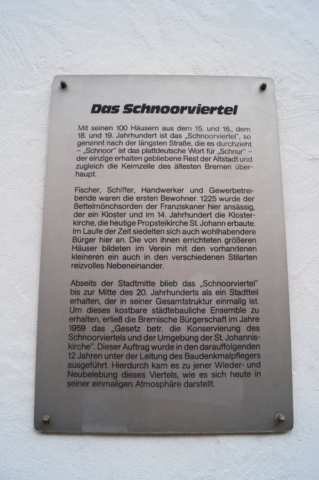 Das Schnoorviertel
Mit seinen 100 Häusern aus dem 15. und 16., dem
18. und 19. Jahrhundert ist das „Schnoorviertel", so
genannt nach der längsten Straße, die es durchzieht
– „Schnoor" ist das plattdeutsche Wort für „Schnur" –
der einzige erhalten gebliebene Rest der Altstadt und
zugleich die Keimzelle des ältesten Bremen über-
haupt.
Fischer, Schiffer, Handwerker und Gewerbetrei-
bende waren die ersten Bewohner. 1225 wurde der
Bettelmönchsorden der Franziskaner hier ansässig,
der ein Kloster und im 14. Jahrhundert die Kloster-
kirche, die heutige Propsteikirche St. Johann erbaute.
Im Laufe der Zeit siedelten sich auch wohlhabendere
Bürger hier an. Die von ihnen errichteten größeren
Häuser bildeten im Verein mit den vorhandenen
kleineren ein auch in den verschiedenen Stilarten
reizvolles Nebeneinander.
Abseits der Stadtmitte blieb das „Schnoorviertel"
bis zur Mitte des 20. Jahrhunderts als ein Stadtteil
erhalten, der in seiner Gesamtstruktur einmalig ist.
Um dieses kostbare städtebauliche Ensemble zu
erhalten, erließ die Bremische Bürgerschaft im Jahre
1959 das „Gesetz betr. die Konservierung des
Schnoorviertels und der Umgebung der St. Johannis-
kirche". Dieser Auftrag wurde in den darauffolgenden
12 Jahren unter der Leitung des Baudenkmalpflegers
ausgeführt. Hierdurch kam es zu jener Wieder- und
Neubelebung dieses Viertels, wie es sich heute in
seiner einmaligen Atmosphäre darstellt.